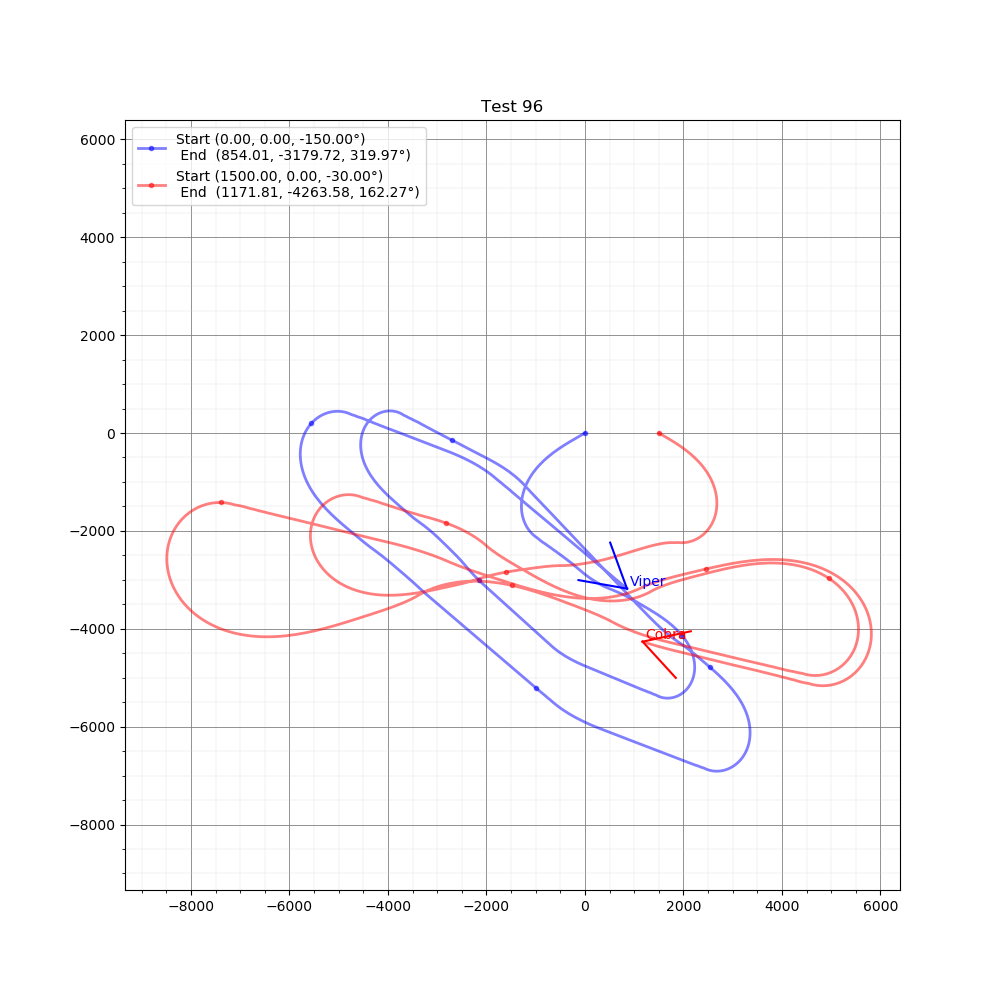 Test 96
Start (0.00, 0.00, -150.00°)
End (854.01, -3179.72, 319.97°)
Start (1500.00, 0.00, -30.00°)
End (1171.81, -4263.58, 162.27°)
6000
4000
2000
0
−2000
−4000
−6000
−8000
Viper
Cobra
−8000 −6000 −4000 −2000 0 2000 4000 6000